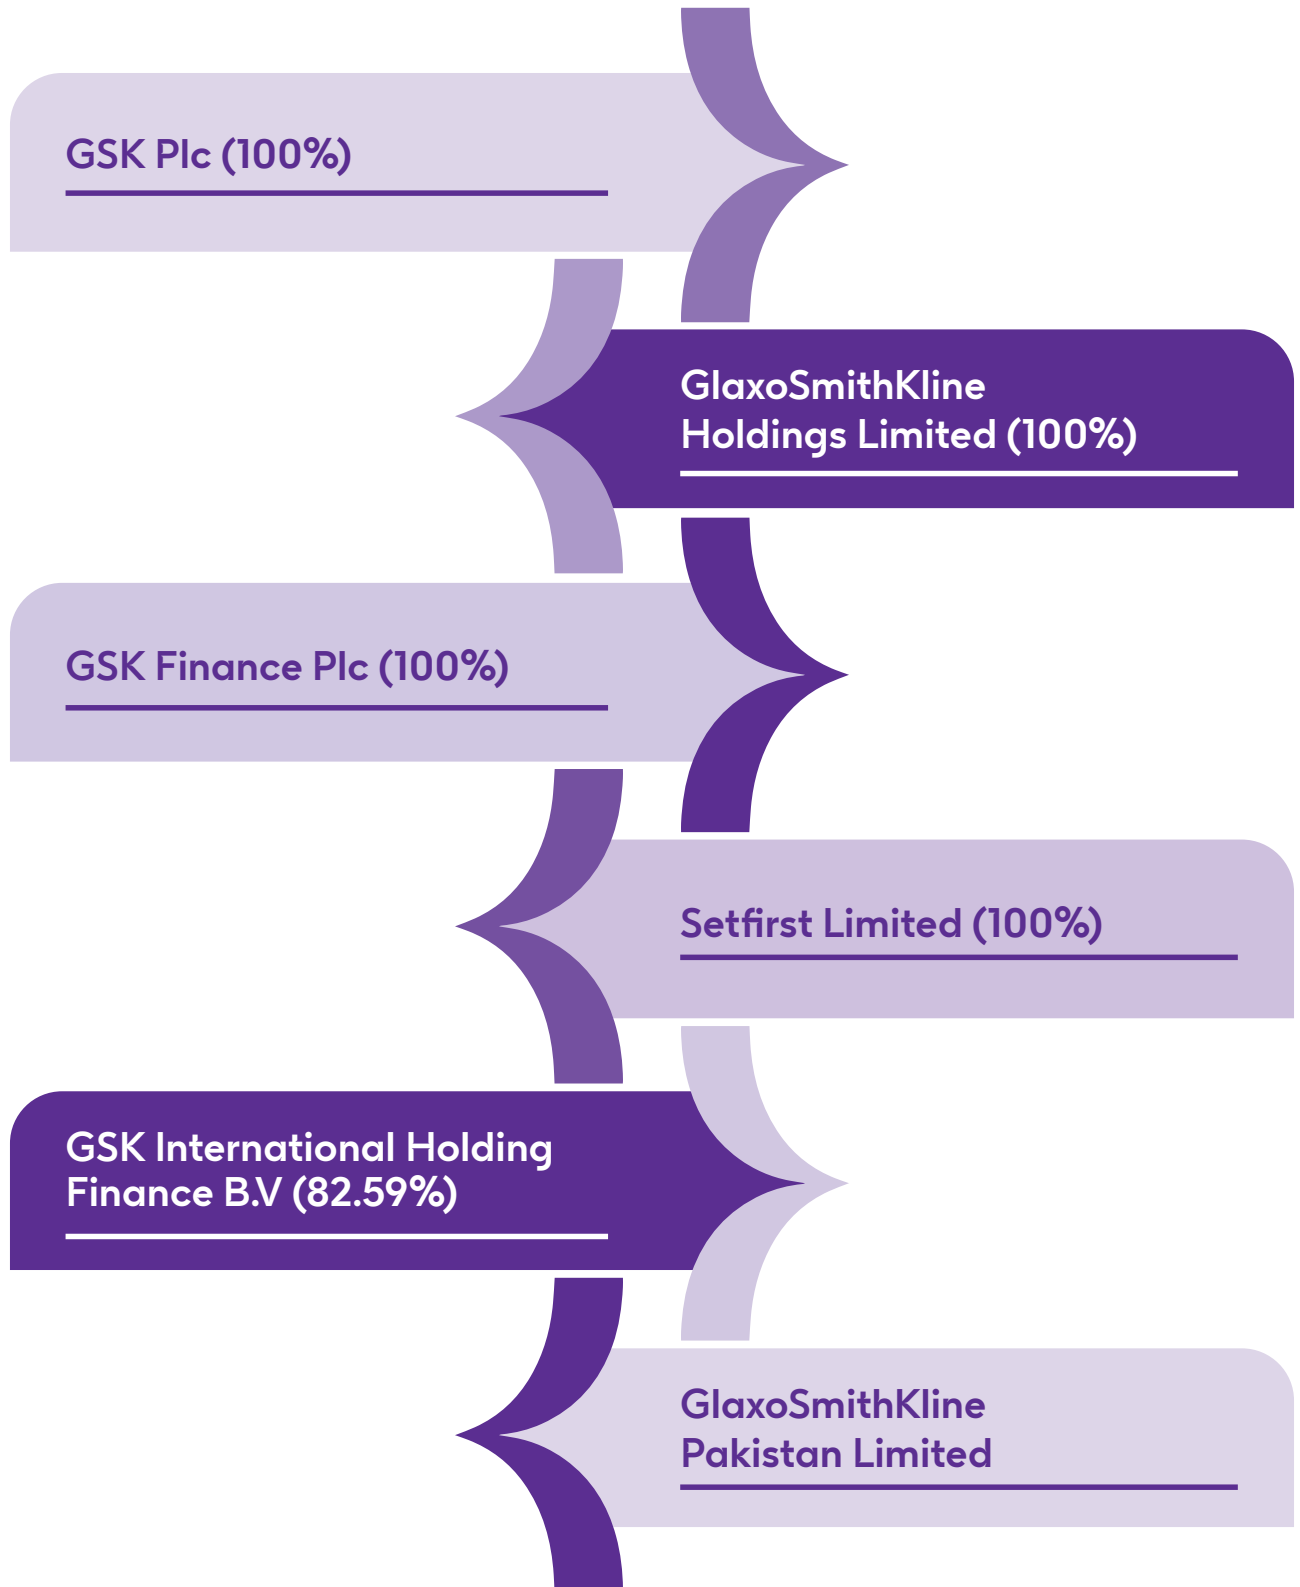 GSK Plc (100%)
GlaxoSmithKline
Holdings Limited (100%)
GSK Finance Plc (100%)
Setfirst Limited (100%)
GSK International Holding
Finance B.V (82.59%)
GlaxoSmithKline
Pakistan Limited